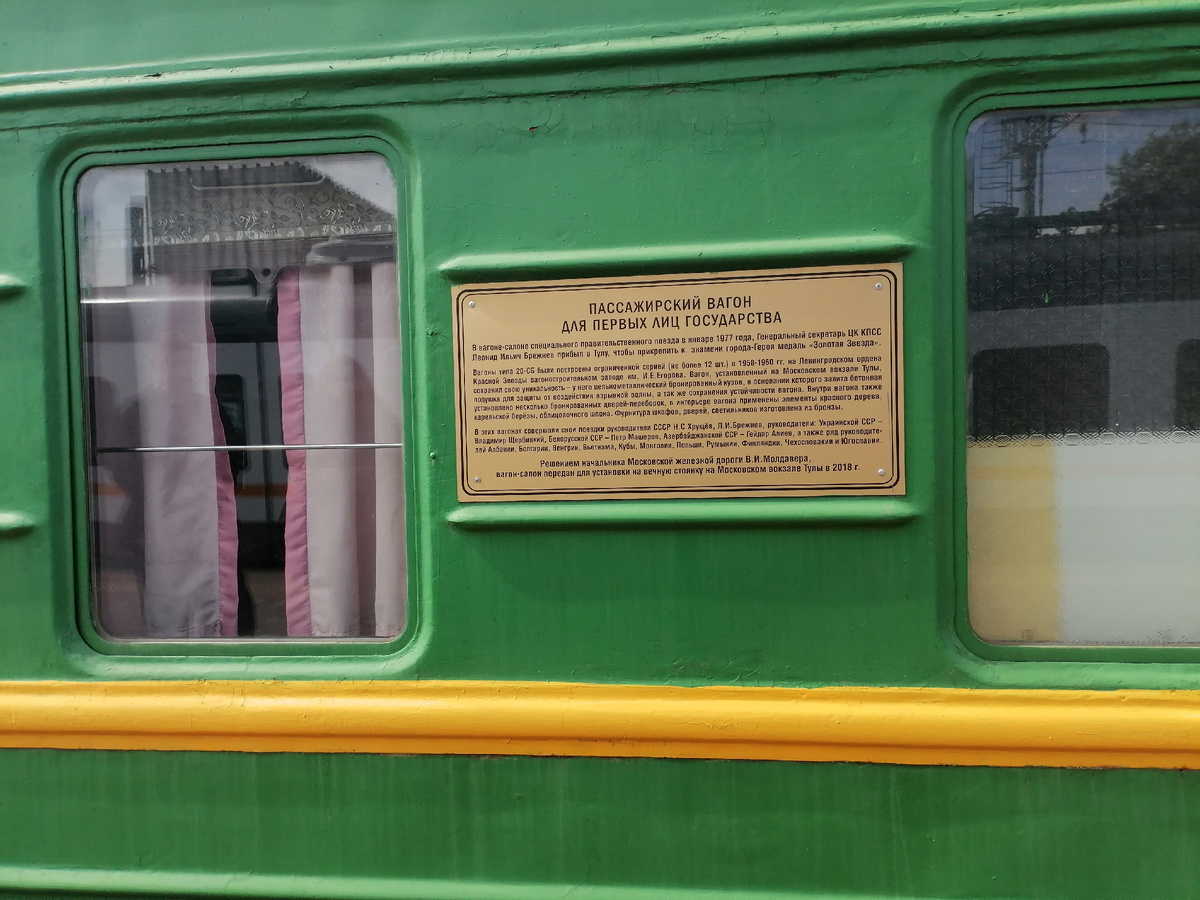 ПАССАЖИРСКИЙ ВАГОН
ДЛЯ ПЕРВЫХ ЛИЦ ГОСУДАРСТВА
В вагоне-салоне специального правительственного поезда в январе 1977 года, Генеральный секретарь ЦК КПСС
Леонид Ильич Брежнев прибыл в Тулу, чтобы прикрепить к знамени города-Героя медаль «Золотая Звезда».
Вагоны типа 20-СБ были построены ограниченной серией (не более 12 шт.) в 1958-1960 гг. на Ленинградском ордена
Красной Звезды вагоностроительном заводе им. И.Е.Егорова. Вагон, установленный на Московском вокзале Тулы,
сохранил свою уникальность – у него цельнометаллический бронированный кузов, в основании которого залита бетонная
подушка для защиты от воздействия взрывной волны, а так же сохранения устойчивости вагона. Внутри вагона также
установлено несколько бронированных дверей-переборок, в интерьере вагона применены элементы красного дерева,
карельской берёзы, облицовочного шпона. Фурнитура шкафов, дверей, светильников изготовлена из бронзы.
В этих вагонах совершали свои поездки руководители СССР Н.С Хрущёв, Л.И.Брежнев, руководители: Украинской ССР –
Владимир Щербицкий, Белорусской ССР – Петр Машеров, Азербайджанской ССР – Гейдар Алиев, а также ряд руководите-
лей Албании, Болгарии, Венгрии, Вьетнама, Кубы, Монголии, Польши, Румынии, Финляндии, Чехословакии и Югославии.
Решением начальника Московской железной дороги В.И.Молдавера,
вагон-салон передан для установки на вечную стоянку на Московском вокзале Тулы в 2018 г.